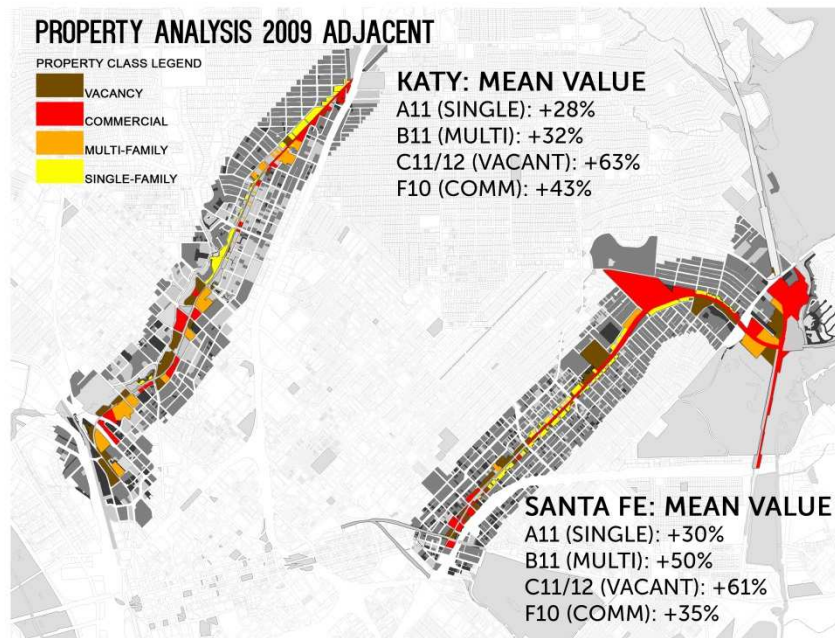 PROPERTY ANALYSIS 2009 ADJACENT
PROPERTY CLASS LEGEND
VACANCY
COMMERCIAL
MULTI-FAMILY
SINGLE-FAMILY
KATY: MEAN VALUE
A11 (SINGLE): +28%
B11 (MULTI): +32%
C11/12 (VACANT): +63%
F10 (COMM): +43%
SANTA FE: MEAN VALUE
A11 (SINGLE): +30%
B11 (MULTI): +50%
C11/12 (VACANT): +61%
F10 (COMM): +35%